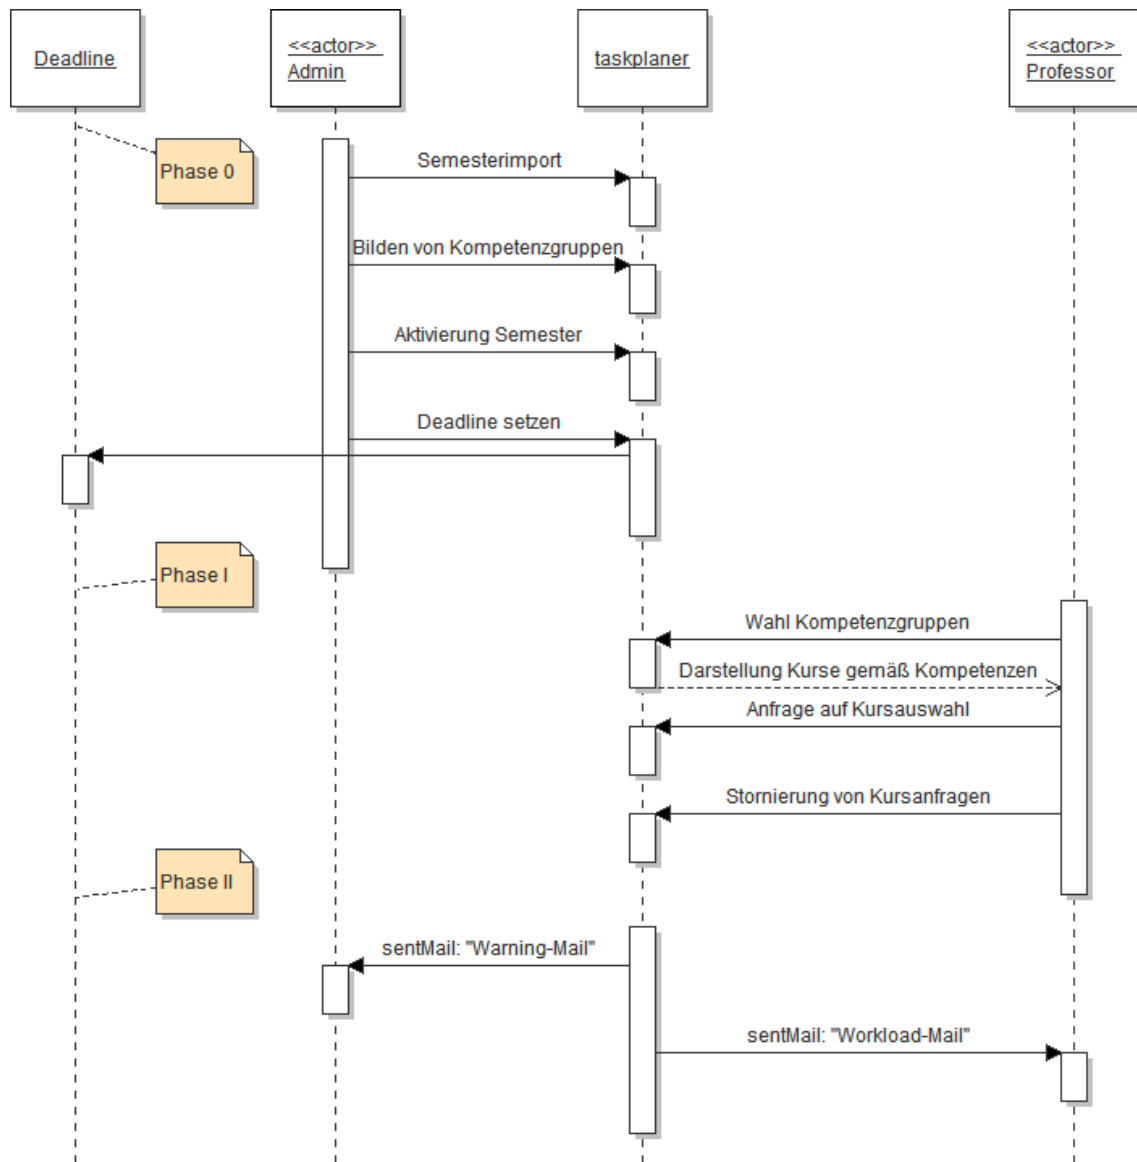 Deadline
<<actor>>
Admin
taskplaner
<<actor>>
Professor
Phase 0
Semesterimport
Bilden von Kompetenzgruppen
Aktivierung Semester
Deadline setzen
Phase I
Wahl Kompetenzgruppen
Darstellung Kurse gemäß Kompetenzen
Anfrage auf Kursauswahl
Stornierung von Kursanfragen
Phase II
sentMail: "Warning-Mail"
sentMail: "Workload-Mail"